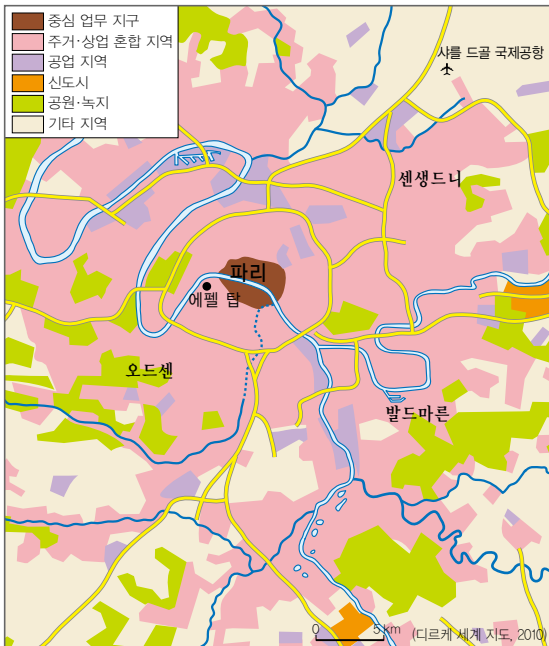 중심 업무 지구
주거·상업 혼합 지역
공업 지역
신도시
공원·녹지
기타 지역
샤를 드골 국제공항
센생드니
파리
에펠 탑
오드센
발드마른
0 5 km
(디르케 세계 지도, 2010)